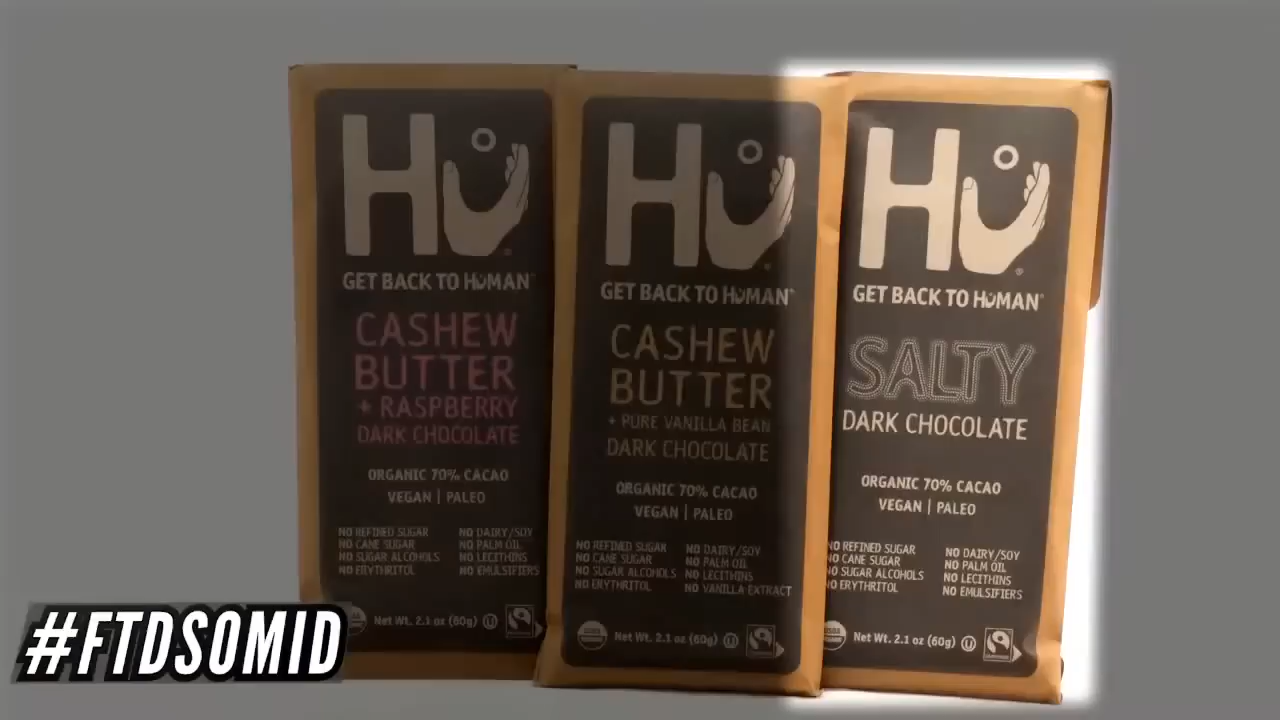 Hu
GET BACK TO HUMAN™
CASHEW
BUTTER
+ RASPBERRY
DARK CHOCOLATE
ORGANIC 70% CACAO
VEGAN | PALEO
NO REFINED SUGAR
NO CANE SUGAR
NO SUGAR ALCOHOLS
NO ERYTHRITOL
NO DAIRY/SOY
NO PALM OIL
NO LECITHINS
NO EMULSIFIERS
Net Wt. 2.1 oz (60g)
Hu
GET BACK TO HUMAN™
CASHEW
BUTTER
+ PURE VANILLA BEAN
DARK CHOCOLATE
ORGANIC 70% CACAO
VEGAN | PALEO
NO REFINED SUGAR
NO CANE SUGAR
NO SUGAR ALCOHOLS
NO ERYTHRITOL
NO DAIRY/SOY
NO PALM OIL
NO LECITHINS
NO VANILLA EXTRACT
USDA
Net Wt. 2.1 oz (60g)
Hu®
GET BACK TO HUMAN™
SALTY
DARK CHOCOLATE
ORGANIC 70% CACAO
VEGAN | PALEO
NO REFINED SUGAR
NO CANE SUGAR
NO SUGAR ALCOHOLS
NO ERYTHRITOL
NO DAIRY/SOY
NO PALM OIL
NO LECITHINS
NO EMULSIFIERS
Net Wt. 2.1 oz (60g)
#FTDSOMID